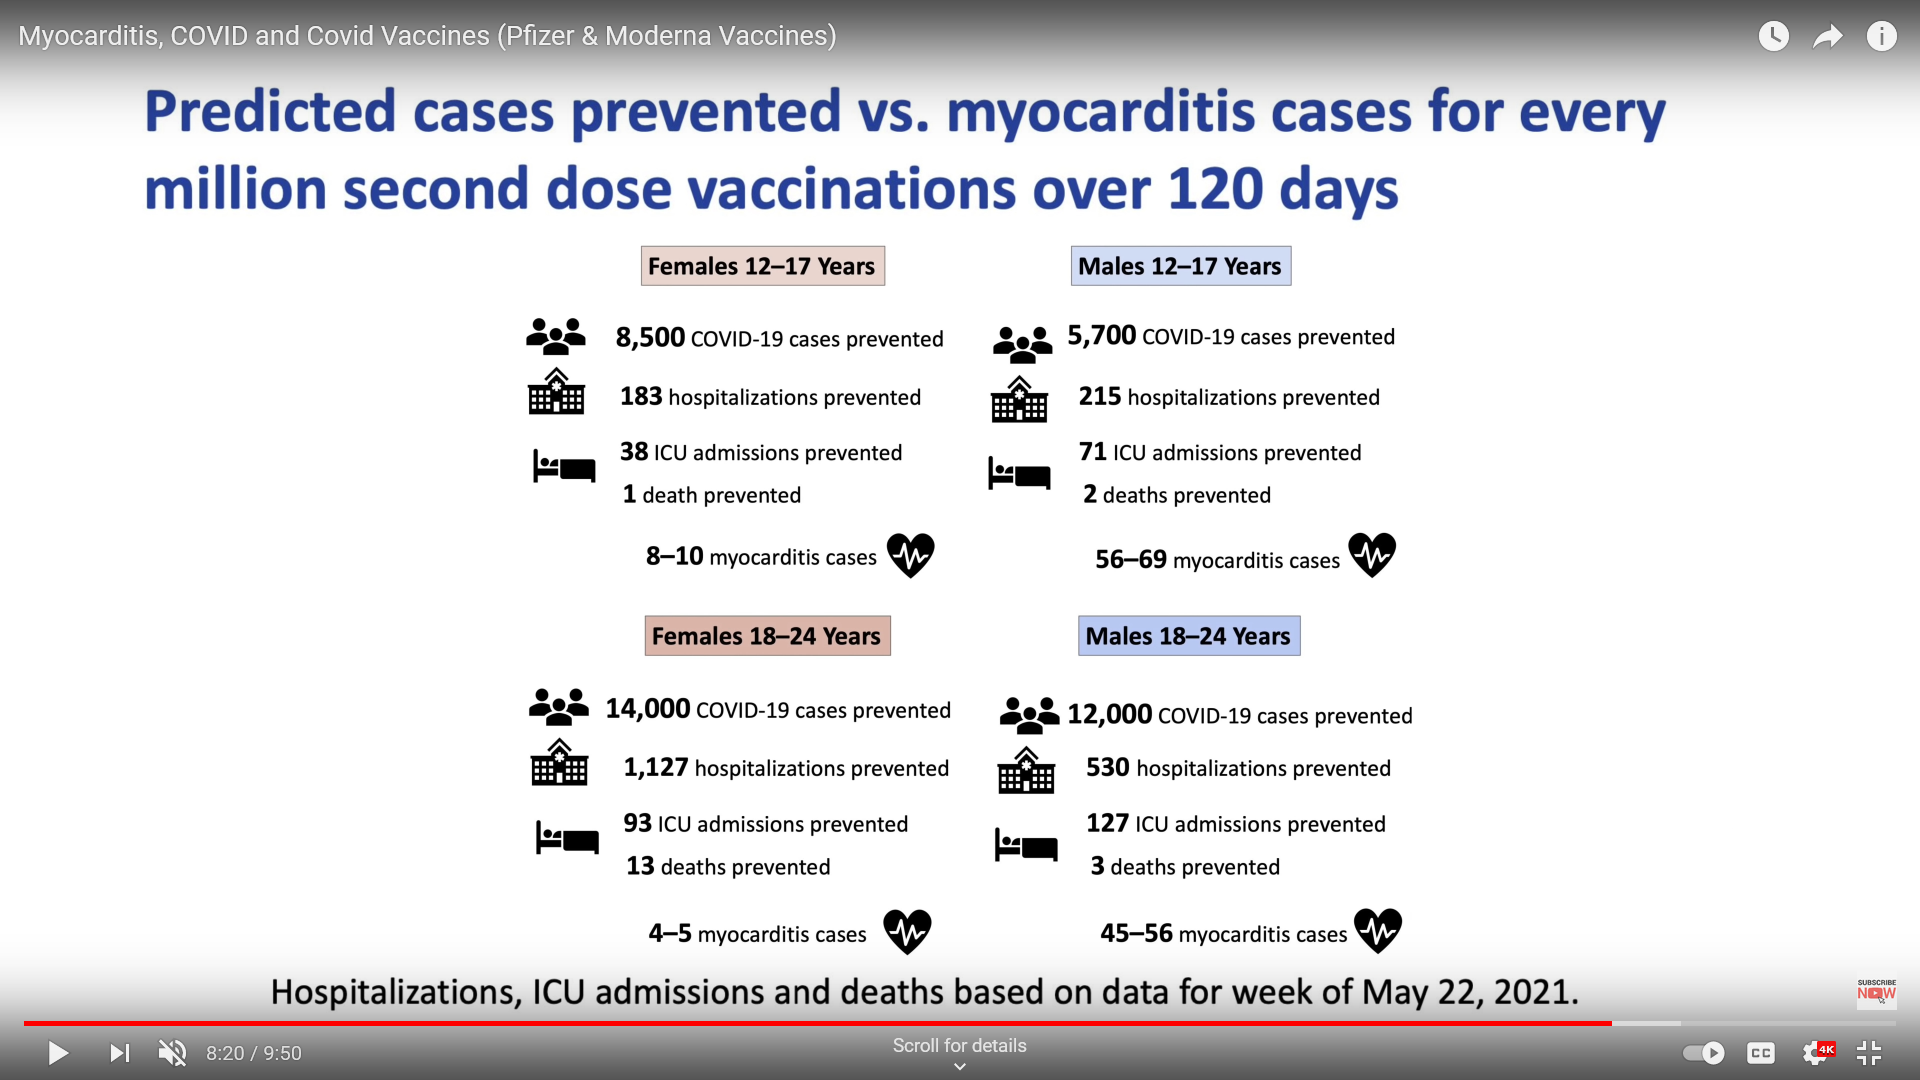 Myocarditis, COVID and Covid Vaccines (Pfizer & Moderna Vaccines)
Predicted cases prevented vs. myocarditis cases for every
million second dose vaccinations over 120 days
Females 12–17 Years
8,500 COVID-19 cases prevented
183 hospitalizations prevented
38 ICU admissions prevented
1 death prevented
8–10 myocarditis cases
Males 12–17 Years
5,700 COVID-19 cases prevented
215 hospitalizations prevented
71 ICU admissions prevented
2 deaths prevented
56–69 myocarditis cases
Females 18–24 Years
14,000 COVID-19 cases prevented
1,127 hospitalizations prevented
93 ICU admissions prevented
13 deaths prevented
4–5 myocarditis cases
Males 18–24 Years
12,000 COVID-19 cases prevented
530 hospitalizations prevented
127 ICU admissions prevented
3 deaths prevented
45–56 myocarditis cases
Hospitalizations, ICU admissions and deaths based on data for week of May 22, 2021.
SUBSCRIBE
NOW
8:20 / 9:50
Scroll for details
CC
4K